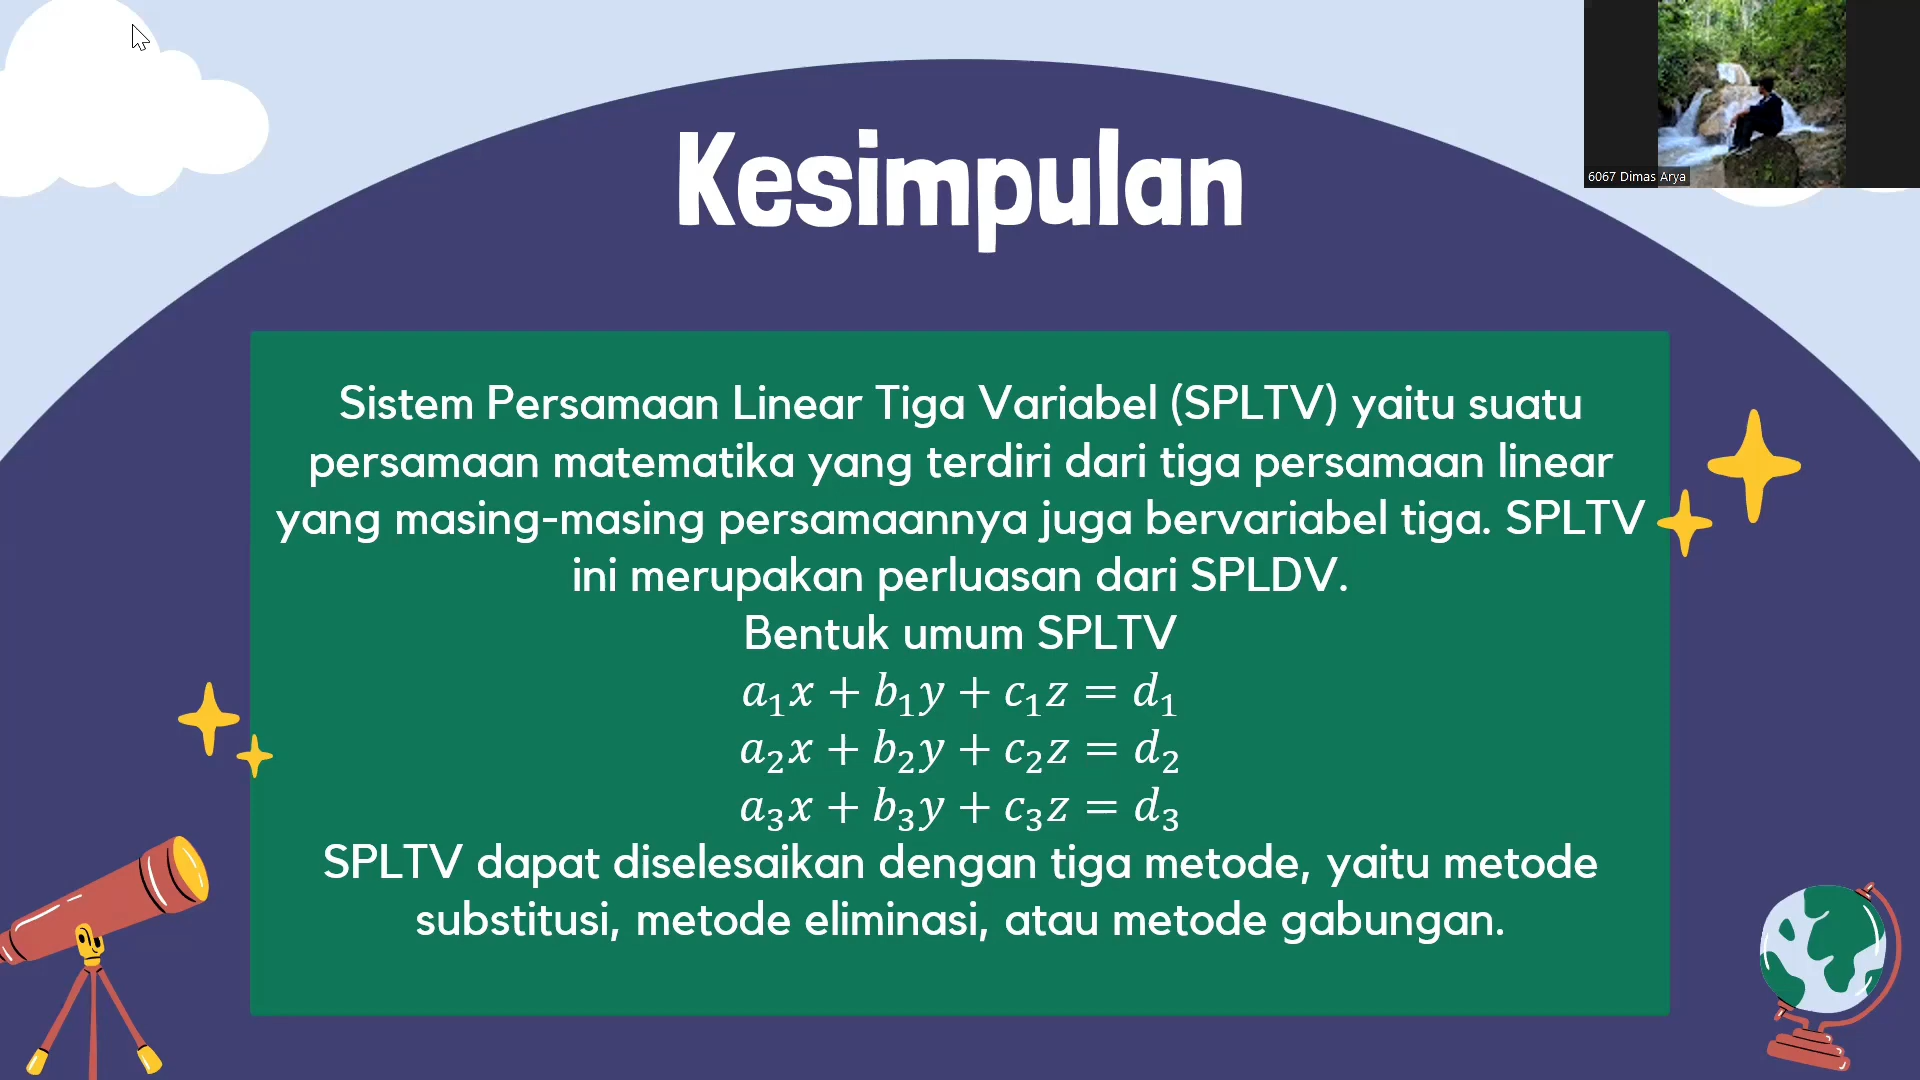 6067 Dimas Arya
Kesimpulan
Sistem Persamaan Linear Tiga Variabel (SPLTV) yaitu suatu
persamaan matematika yang terdiri dari tiga persamaan linear
yang masing-masing persamaannya juga bervariabel tiga. SPLTV
ini merupakan perluasan dari SPLDV.
Bentuk umum SPLTV
a₁x + b₁y + c₁z = d₁
a₂x + b₂y + c₂z = d₂
a₃x + b₃y + c₃z = d₃
SPLTV dapat diselesaikan dengan tiga metode, yaitu metode
substitusi, metode eliminasi, atau metode gabungan.